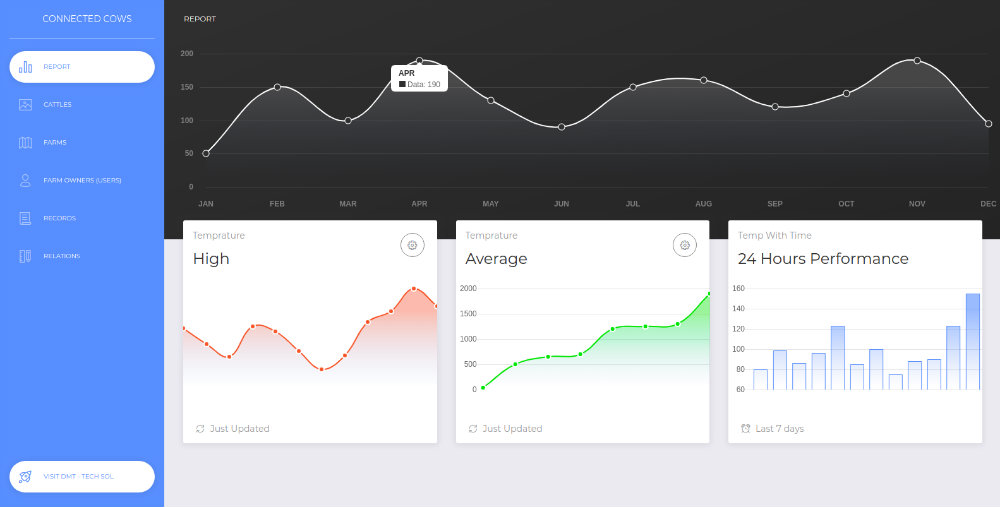 CONNECTED COWS
REPORT
CATTLES
FARMS
FARM OWNERS (USERS)
RECORDS
RELATIONS
VISIT DMT - TECH SOL.
REPORT
200
150
100
50
0
APR
Data: 190
JAN FEB MAR APR MAY JUN JUL AUG SEP OCT NOV DEC
Temprature
High
Just Updated
Temprature
Average
2000
1500
1000
500
0
Just Updated
Temp With Time
24 Hours Performance
160
140
120
100
80
60
Last 7 days